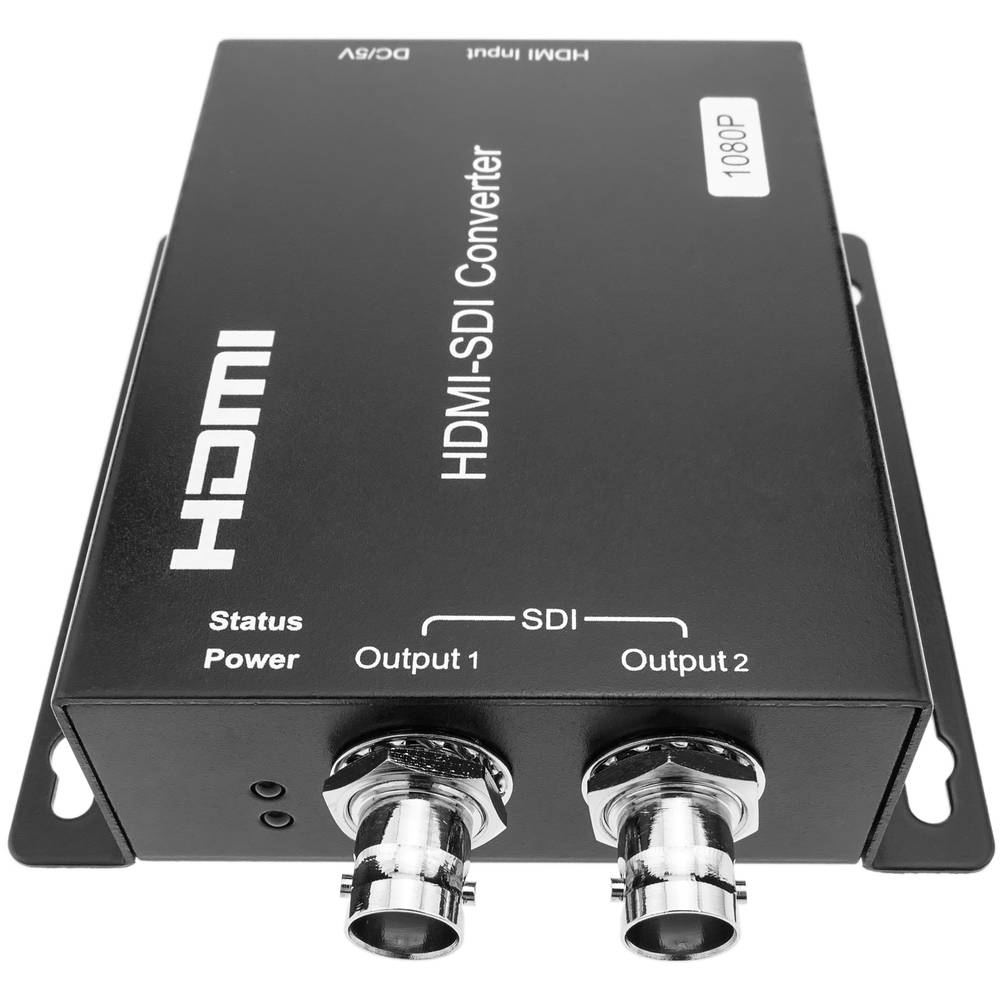 DC/5V
HDMI Input
1080P
HDMI-SDI Converter
HDMI
Status
Power
SDI
Output 1
Output 2